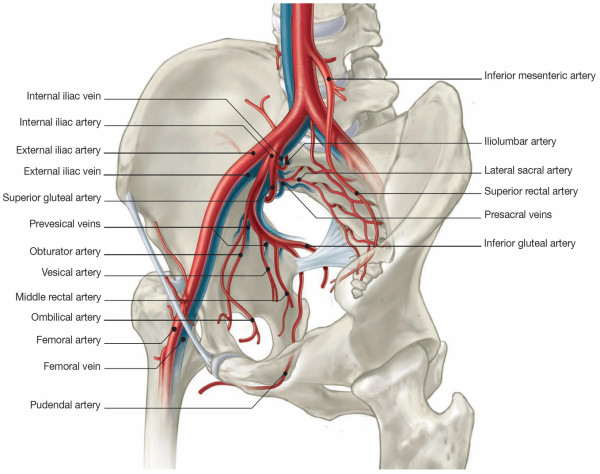 Internal iliac vein
Internal iliac artery
External iliac artery
External iliac vein
Superior gluteal artery
Prevesical veins
Obturator artery
Vesical artery
Middle rectal artery
Ombilical artery
Femoral artery
Femoral vein
Pudendal artery
Inferior mesenteric artery
Iliolumbar artery
Lateral sacral artery
Superior rectal artery
Presacral veins
Inferior gluteal artery